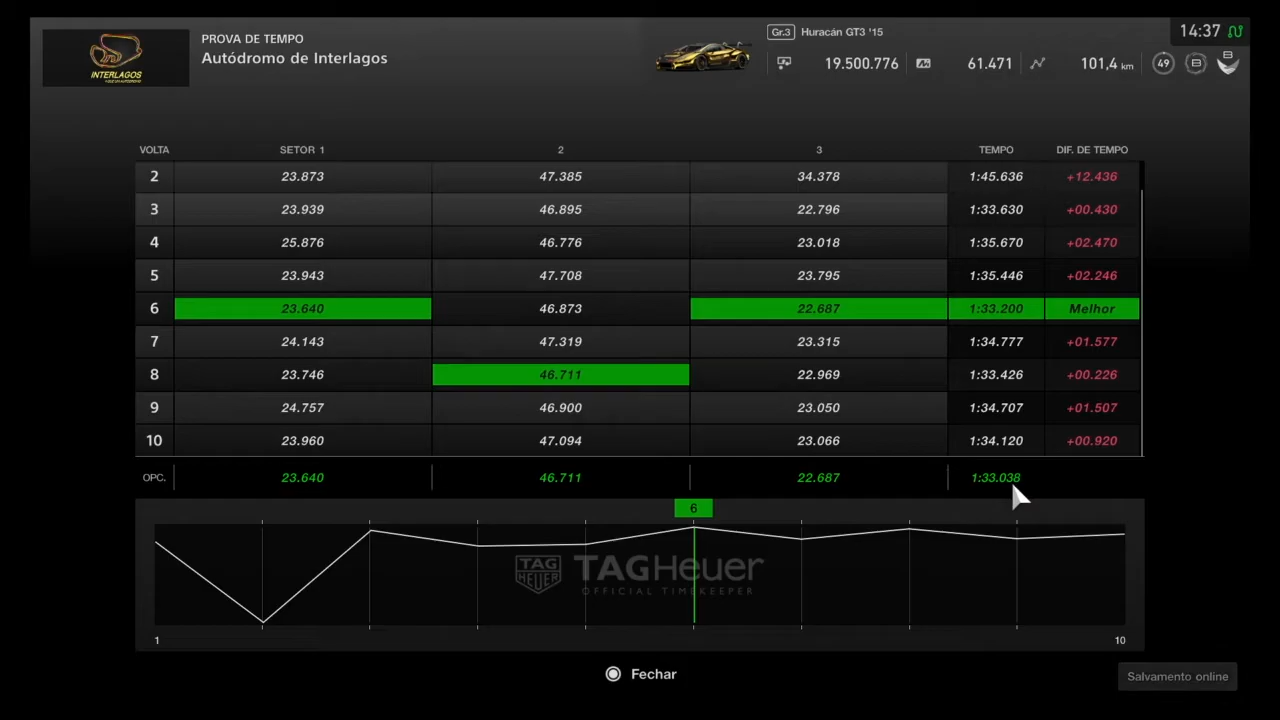 INTERLAGOS
PROVA DE TEMPO
Autódromo de Interlagos
Gr.3 Huracán GT3 '15
19.500.776 61.471 101,4 km 49 B B
14:37
VOLTA SETOR 1 2 3 TEMPO DIF. DE TEMPO
2 23.873 47.385 34.378 1:45.636 +12.436
3 23.939 46.895 22.796 1:33.630 +00.430
4 25.876 46.776 23.018 1:35.670 +02.470
5 23.943 47.708 23.795 1:35.446 +02.246
6 23.640 46.873 22.687 1:33.200 Melhor
7 24.143 47.319 23.315 1:34.777 +01.577
8 23.746 46.711 22.969 1:33.426 +00.226
9 24.757 46.900 23.050 1:34.707 +01.507
10 23.960 47.094 23.066 1:34.120 +00.920
OPC. 23.640 46.711 22.687 1:33.038
6
TAG HEUER TAGHeuer
OFFICIAL TIMEKEEPER
1 10
Fechar
Salvamento online